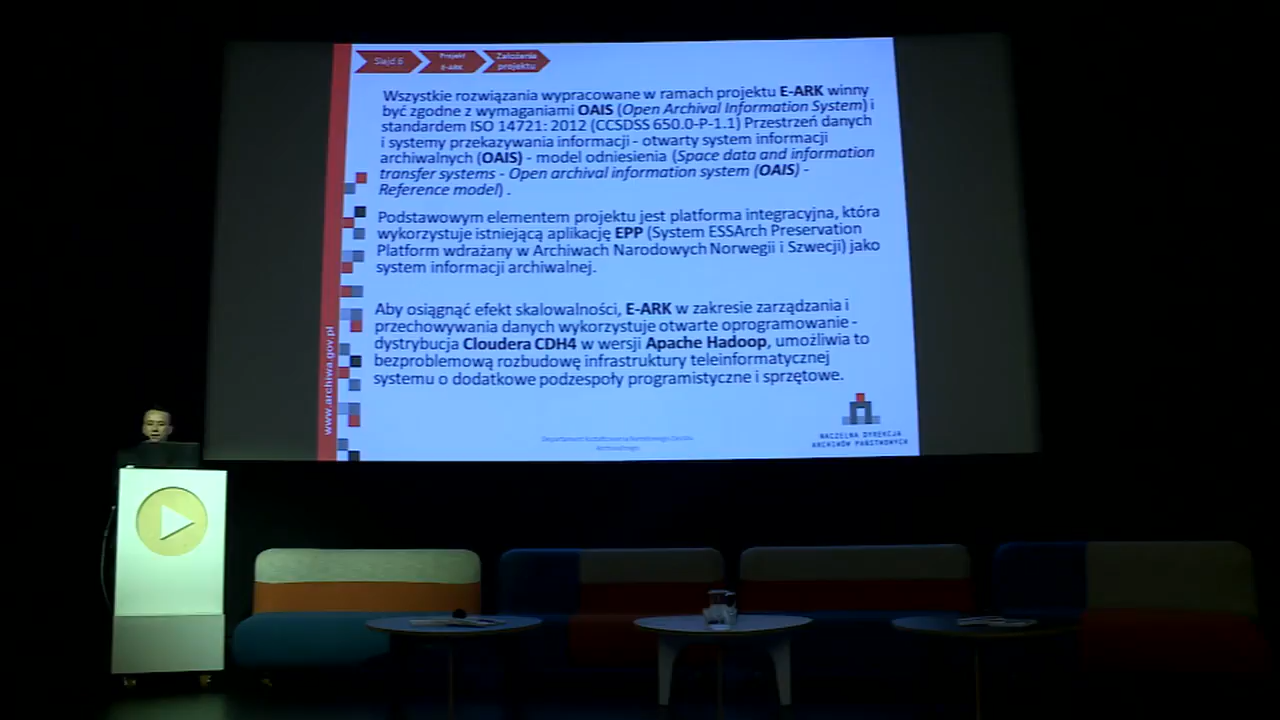 Slajd 6
Projekt
E-ARK
Założenia
projektu
Wszystkie rozwiązania wypracowane w ramach projektu E-ARK winny
być zgodne z wymaganiami OAIS (Open Archival Information System) i
standardem ISO 14721: 2012 (CCSDSS 650.0-P-1.1) Przestrzeń danych
i systemy przekazywania informacji - otwarty system informacji
archiwalnych (OAIS) - model odniesienia (Space data and information
transfer systems - Open archival information system (OAIS) -
Reference model) .
Podstawowym elementem projektu jest platforma integracyjna, która
wykorzystuje istniejącą aplikację EPP (System ESSArch Preservation
Platform wdrażany w Archiwach Narodowych Norwegii i Szwecji) jako
system informacji archiwalnej.
Aby osiągnąć efekt skalowalności, E-ARK w zakresie zarządzania i
przechowywania danych wykorzystuje otwarte oprogramowanie -
dystrybucja Cloudera CDH4 w wersji Apache Hadoop, umożliwia to
bezproblemową rozbudowę infrastruktury teleinformatycznej
systemu o dodatkowe podzespoły programistyczne i sprzętowe.
www.archiwa.gov.pl
Departament Kształtowania Narodowego Zasobu
Archiwalnego
NACZELNA DYREKCJA
ARCHIWÓW PAŃSTWOWYCH